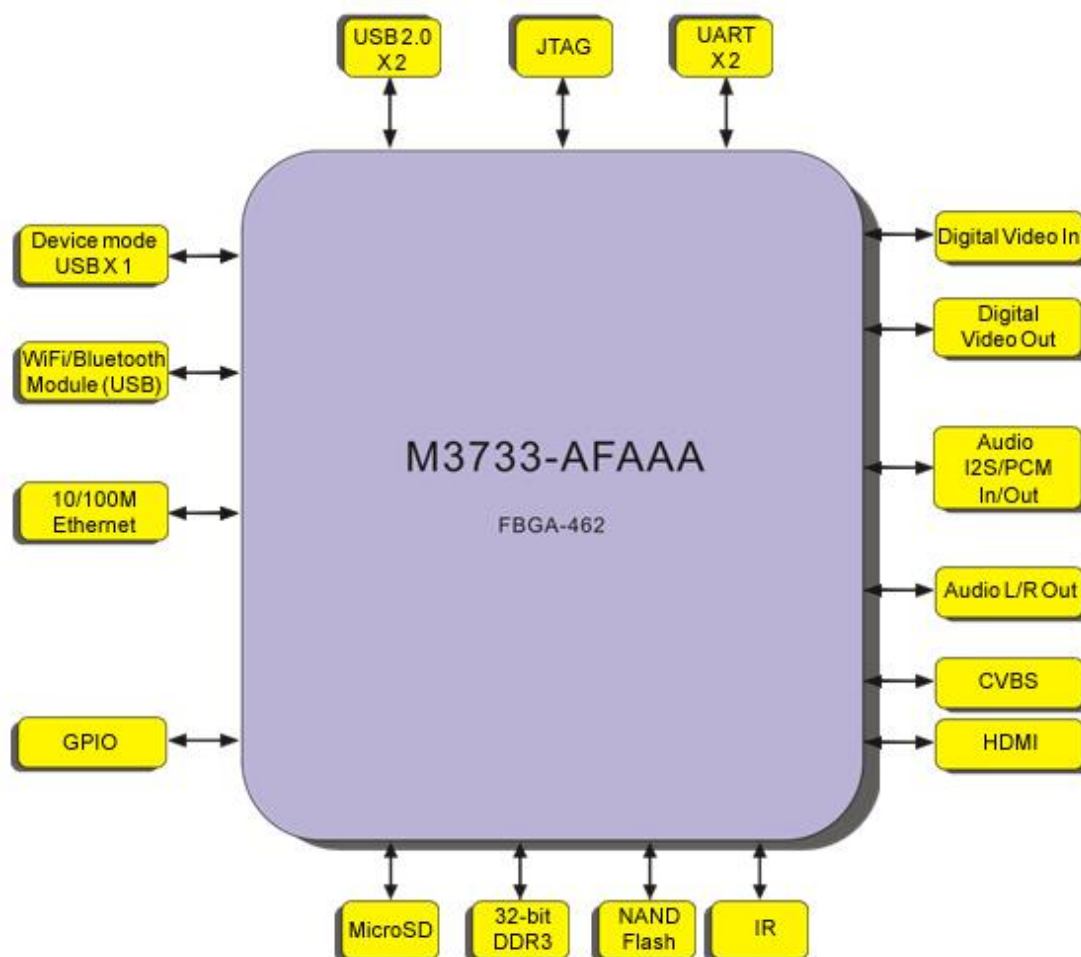 USB 2.0
X 2
JTAG
UART
X 2
Device mode
USB X 1
WiFi/Bluetooth
Module (USB)
10/100M
Ethernet
GPIO
M3733-AFAAA
FBGA-462
Digital Video In
Digital
Video Out
Audio
I2S/PCM
In/Out
Audio L/R Out
CVBS
HDMI
MicroSD
32-bit
DDR3
NAND
Flash
IR